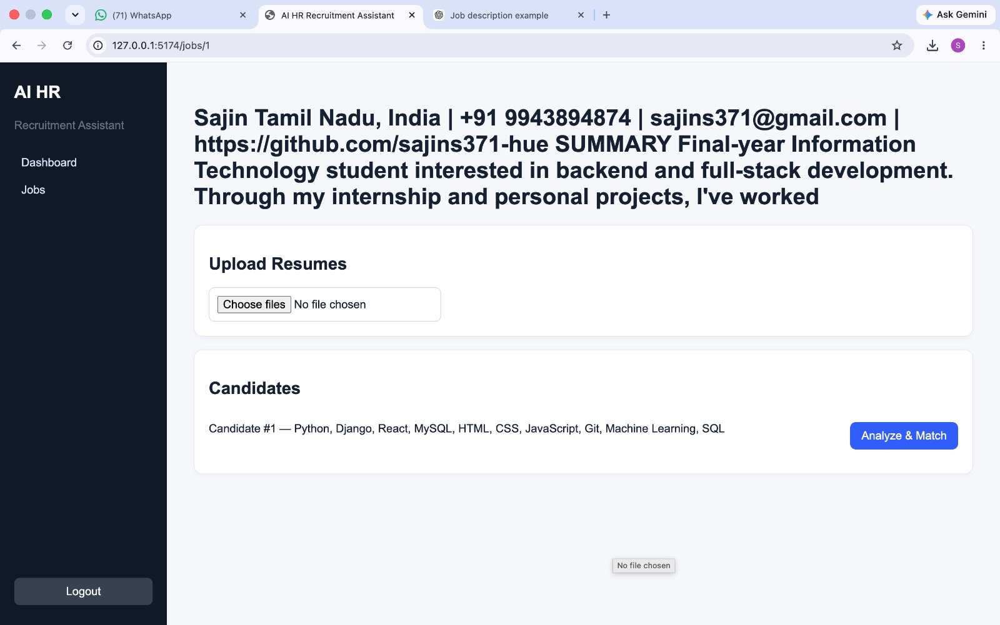 (71) WhatsApp
AI HR Recruitment Assistant
Job description example
Ask Gemini
127.0.0.1:5174/jobs/1
S
AI HR
Recruitment Assistant
Dashboard
Jobs
Logout
Sajin Tamil Nadu, India | +91 9943894874 | sajins371@gmail.com |
https://github.com/sajins371-hue SUMMARY Final-year Information
Technology student interested in backend and full-stack development.
Through my internship and personal projects, I've worked
Upload Resumes
Choose files No file chosen
Candidates
Candidate #1 — Python, Django, React, MySQL, HTML, CSS, JavaScript, Git, Machine Learning, SQL
Analyze & Match
No file chosen